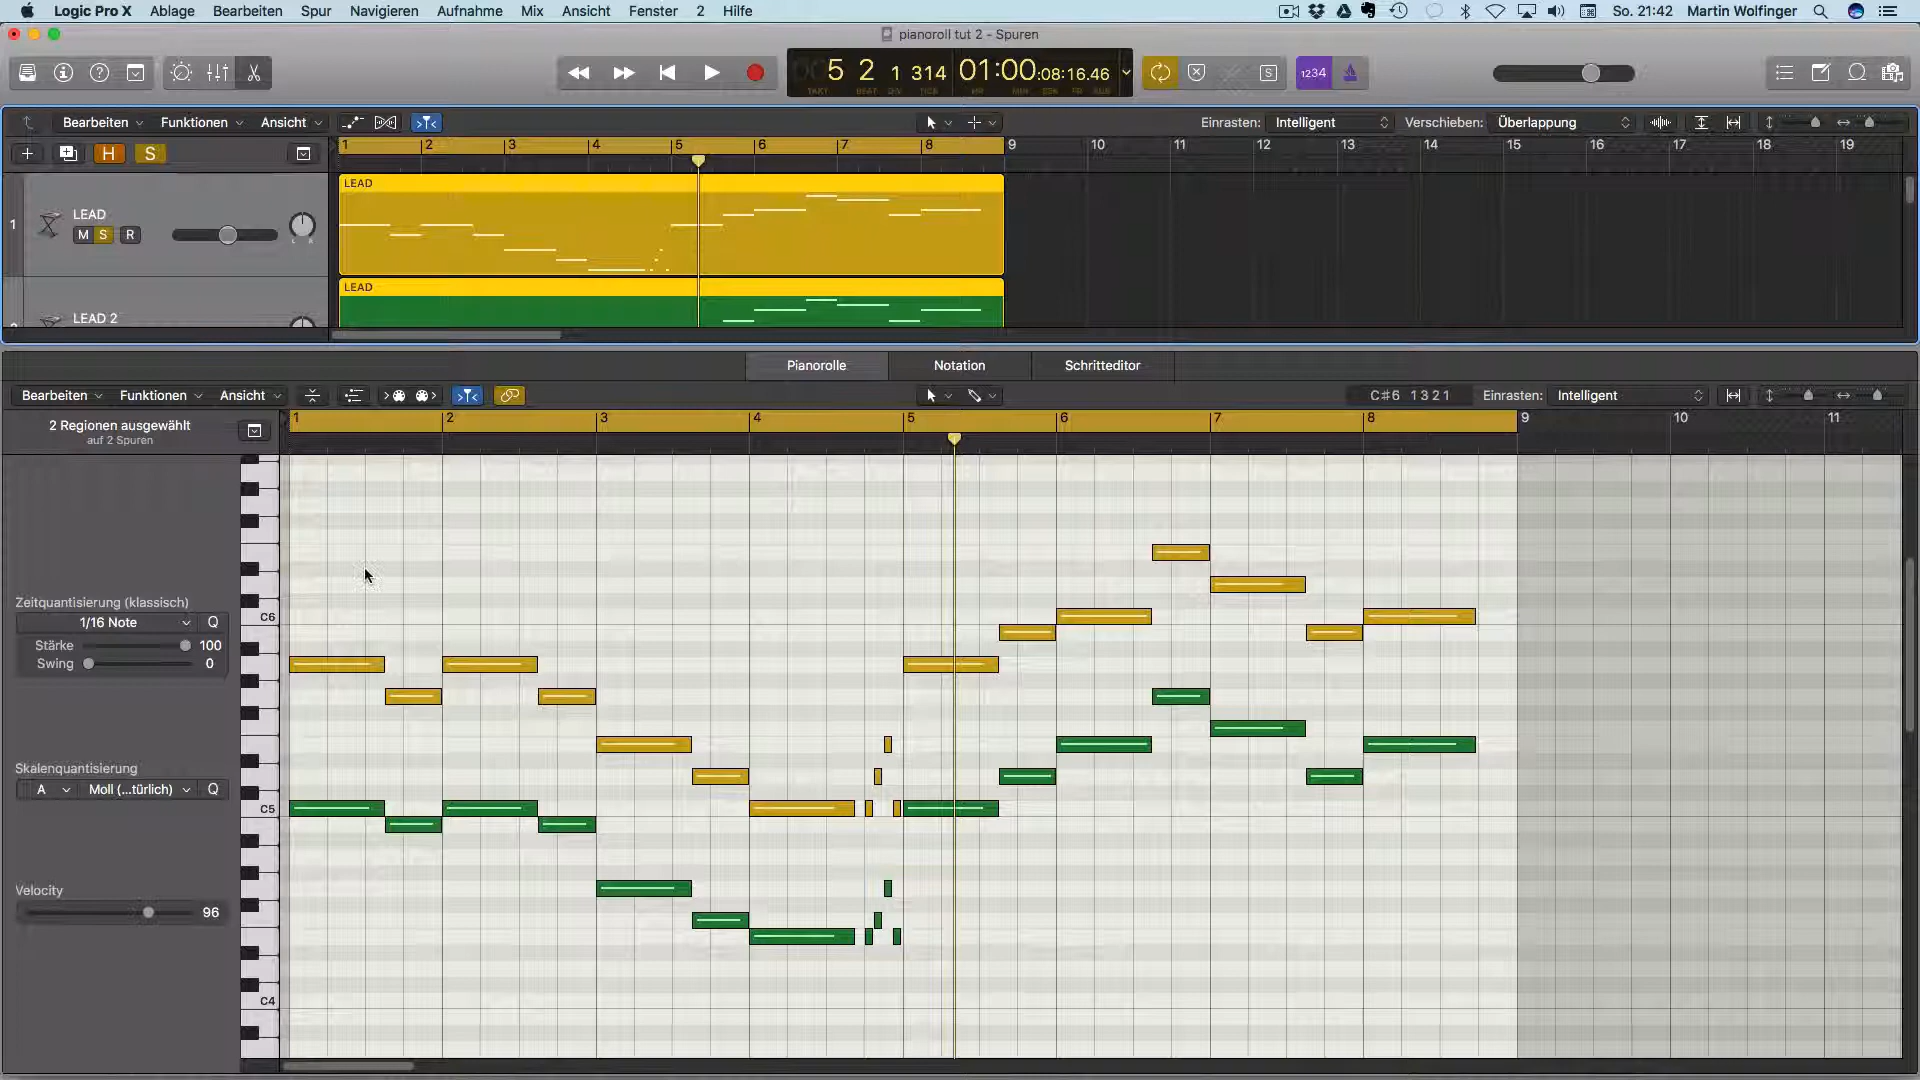 Logic Pro X Ablage Bearbeiten Spur Navigieren Aufnahme Mix Ansicht Fenster 2 Hilfe So. 21:42 Martin Wolfinger
pianoroll tut 2 - Spuren
5 2 1 314 01:00:08:16.46 S 1234
TAKT BEAT DIV TICK
Bearbeiten Funktionen Ansicht Einrasten: Intelligent Verschieben: Überlappung
H S 1 2 3 4 5 6 7 8 9 10 11 12 13 14 15 16 17 18 19
LEAD
1 LEAD
M S R
L R
LEAD
LEAD 2
Pianorolle Notation Schritteditor
Bearbeiten Funktionen Ansicht C#6 1 3 2 1 Einrasten: Intelligent
1 2 3 4 5 6 7 8 9 10 11
2 Regionen ausgewählt
auf 2 Spuren
Zeitquantisierung (klassisch)
C6
1/16 Note Q
Stärke 100
Swing 0
Skalenquantisierung
A Moll (...türlich) Q
C5
Velocity
96
C4